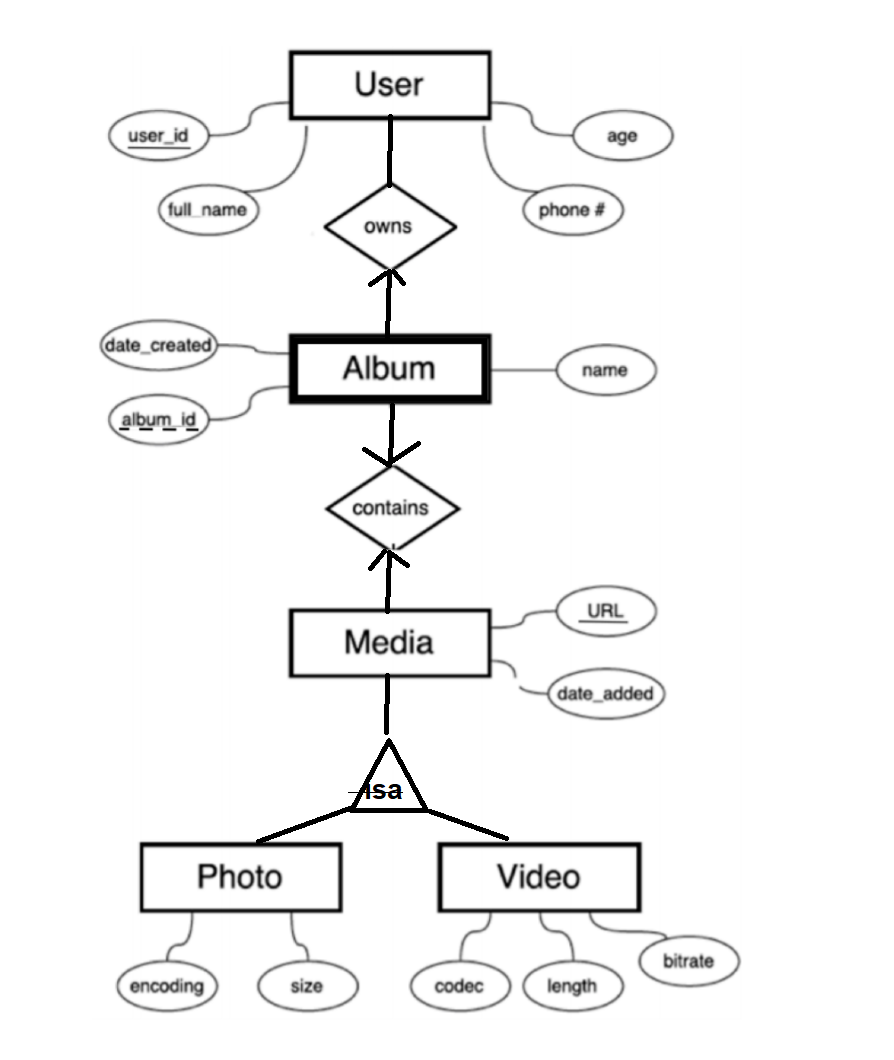 User
user_id
age
full_name
phone #
owns
date_created
Album
name
album_id
contains
URL
Media
date_added
Isa
Photo
Video
bitrate
encoding
size
codec
length